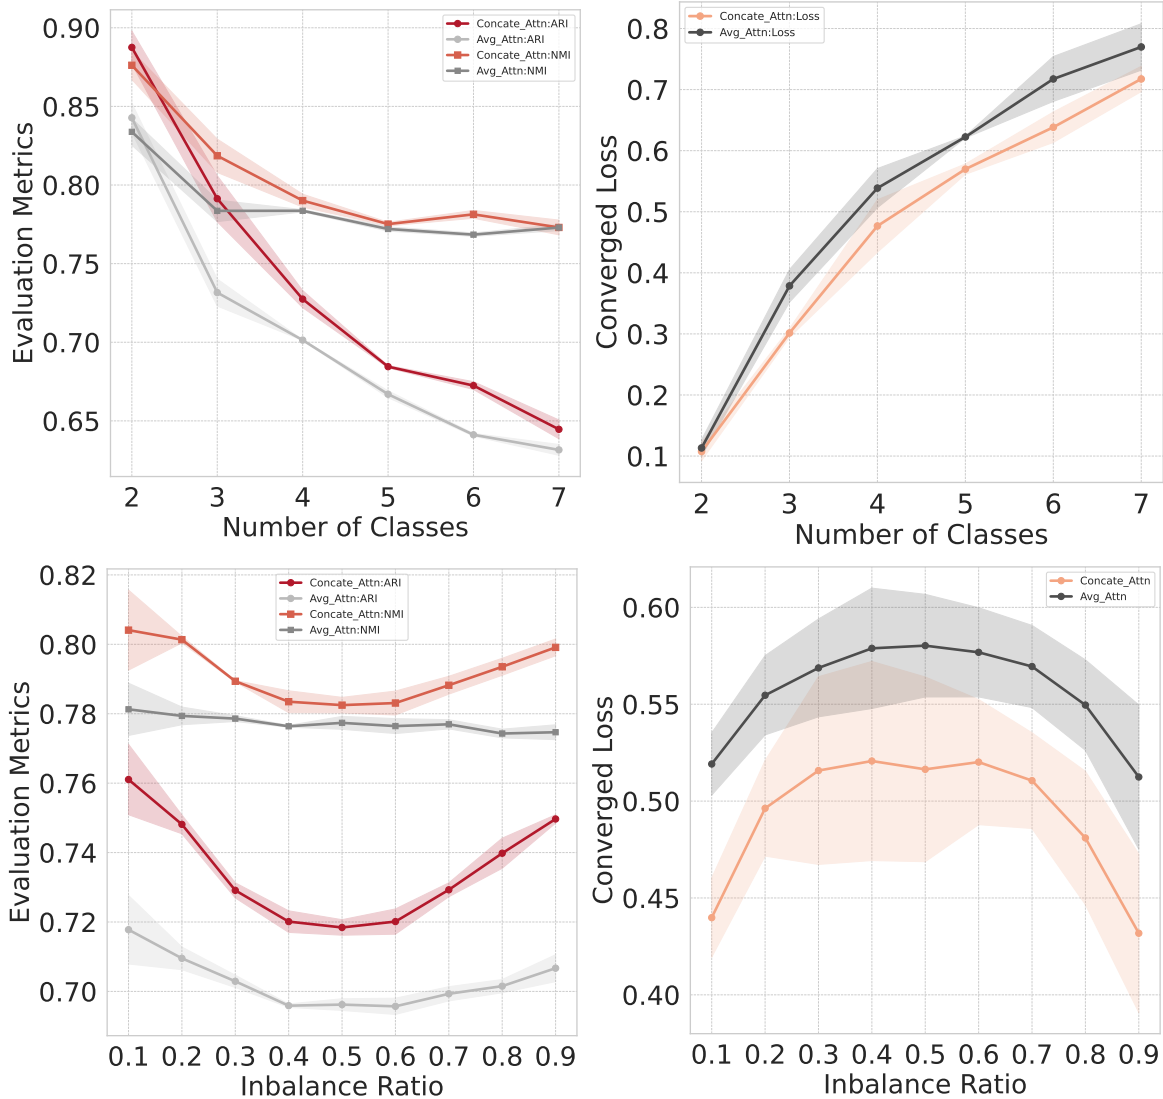 Evaluation Metrics
0.90
0.85
0.80
0.75
0.70
0.65
Concate_Attn:ARI
Avg_Attn:ARI
Concate_Attn:NMI
Avg_Attn:NMI
2 3 4 5 6 7
Number of Classes
Converged Loss
0.8
0.7
0.6
0.5
0.4
0.3
0.2
0.1
Concate_Attn:Loss
Avg_Attn:Loss
2 3 4 5 6 7
Number of Classes
Evaluation Metrics
0.82
0.80
0.78
0.76
0.74
0.72
0.70
Concate_Attn:ARI
Avg_Attn:ARI
Concate_Attn:NMI
Avg_Attn:NMI
0.1 0.2 0.3 0.4 0.5 0.6 0.7 0.8 0.9
Inbalance Ratio
Converged Loss
0.60
0.55
0.50
0.45
0.40
Concate_Attn
Avg_Attn
0.1 0.2 0.3 0.4 0.5 0.6 0.7 0.8 0.9
Inbalance Ratio